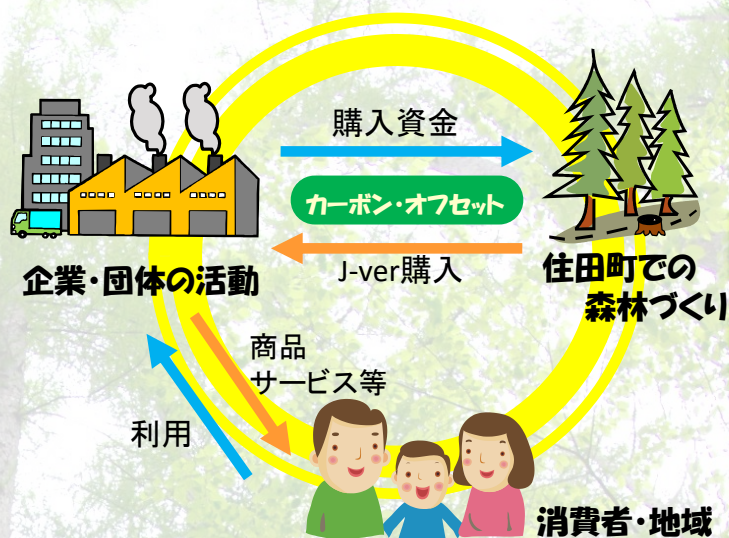 購入資金
カーボン・オフセット
J-ver購入
企業・団体の活動
住田町での
森林づくり
商品
サービス等
利用
消費者・地域